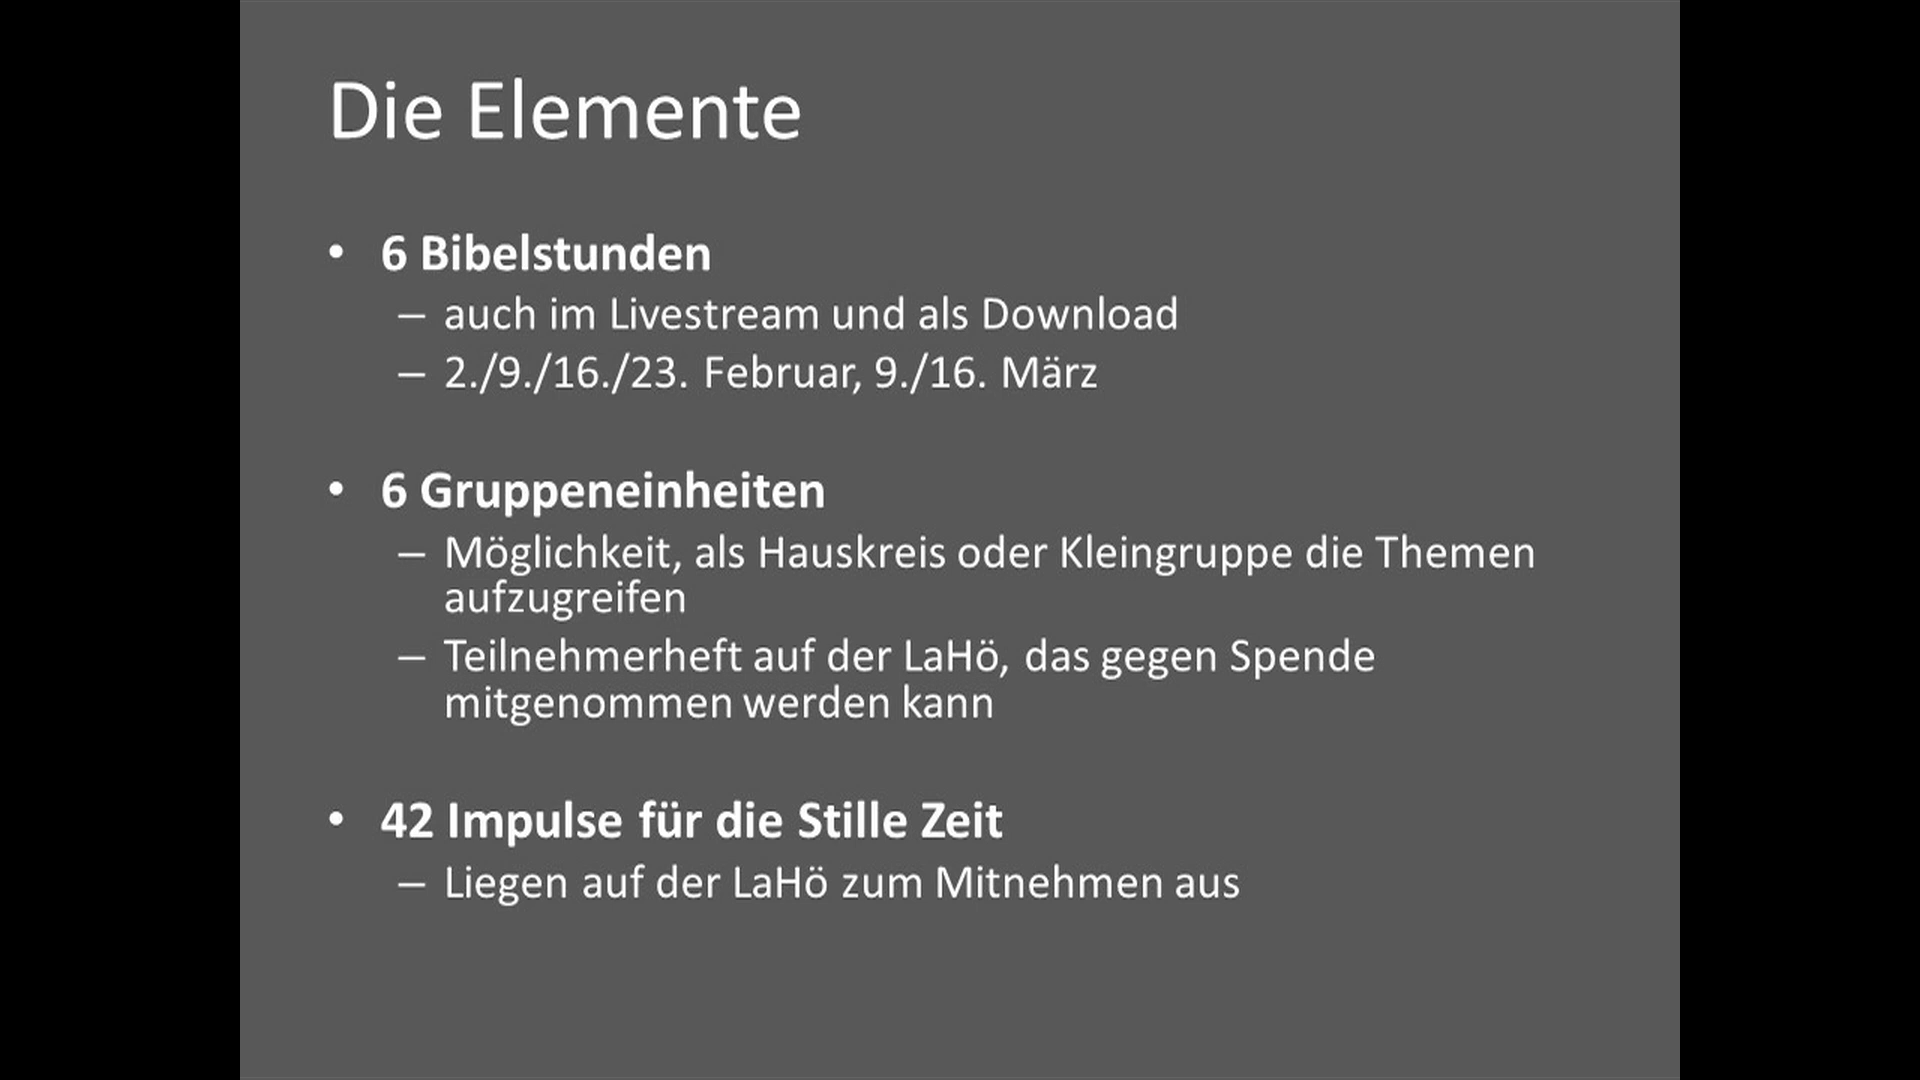 Die Elemente
• 6 Bibelstunden
– auch im Livestream und als Download
– 2./9./16./23. Februar, 9./16. März
• 6 Gruppeneinheiten
– Möglichkeit, als Hauskreis oder Kleingruppe die Themen
aufzugreifen
– Teilnehmerheft auf der LaHö, das gegen Spende
mitgenommen werden kann
• 42 Impulse für die Stille Zeit
– Liegen auf der LaHö zum Mitnehmen aus